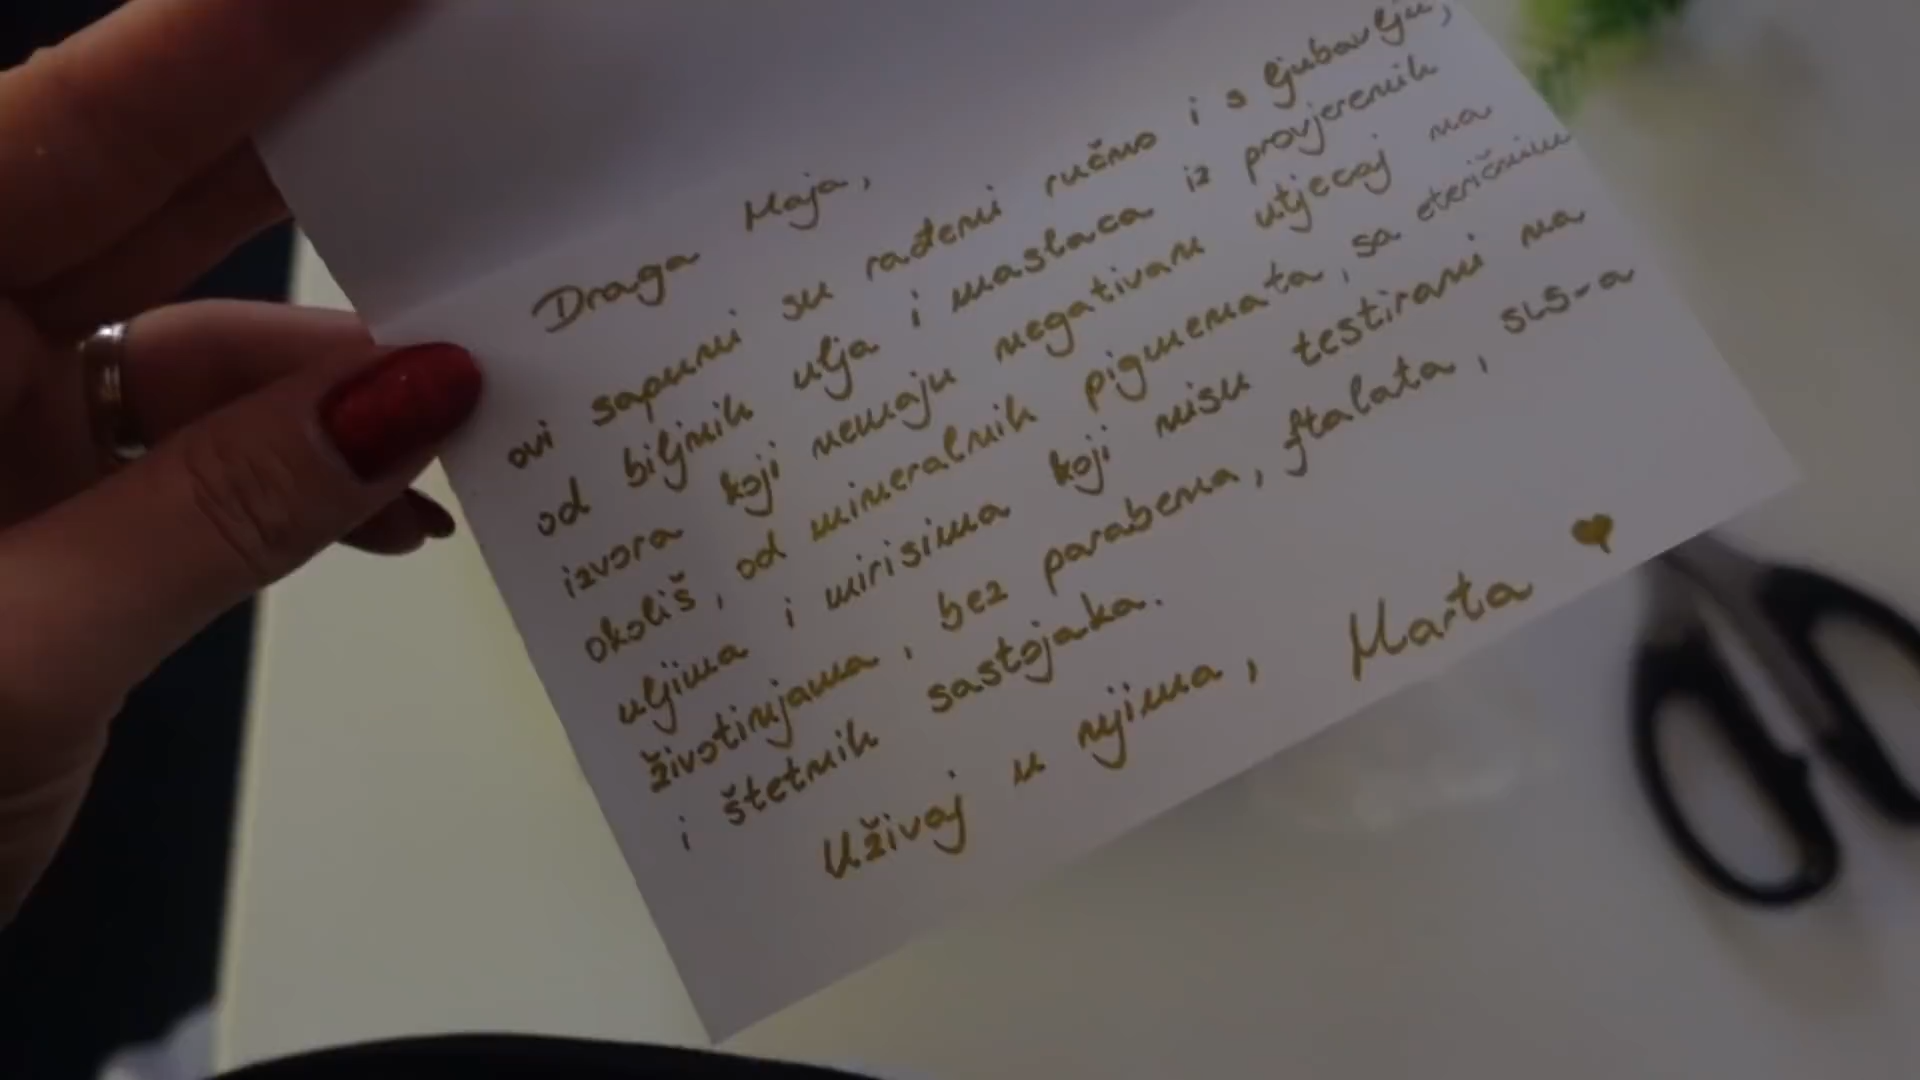 Draga Maja,
ovi sapuni su rađeni ručno i s ljubavlju,
od biljnih ulja i maslaca iz provjerenih
izvora koji nemaju negativan utjecaj na
okoliš, od mineralnih pigmenata, sa eteričnim
uljima i mirisima koji nisu testirani na
životinjama, bez parabena, ftalata, SLS-a
i štetnih sastojaka.
Uživaj u njima, Marta